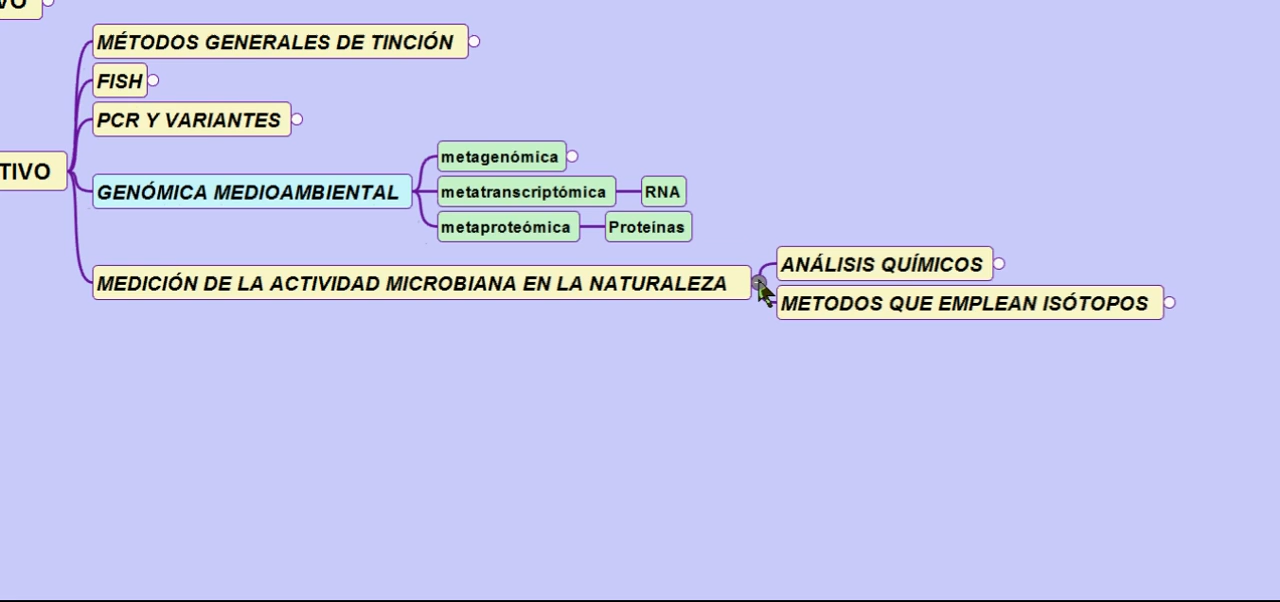 MÉTODOS GENERALES DE TINCIÓN
FISH
PCR Y VARIANTES
metagenómica
TIVO
GENÓMICA MEDIOAMBIENTAL
metatranscriptómica
RNA
metaproteómica
Proteínas
MEDICIÓN DE LA ACTIVIDAD MICROBIANA EN LA NATURALEZA
ANÁLISIS QUÍMICOS
METODOS QUE EMPLEAN ISÓTOPOS